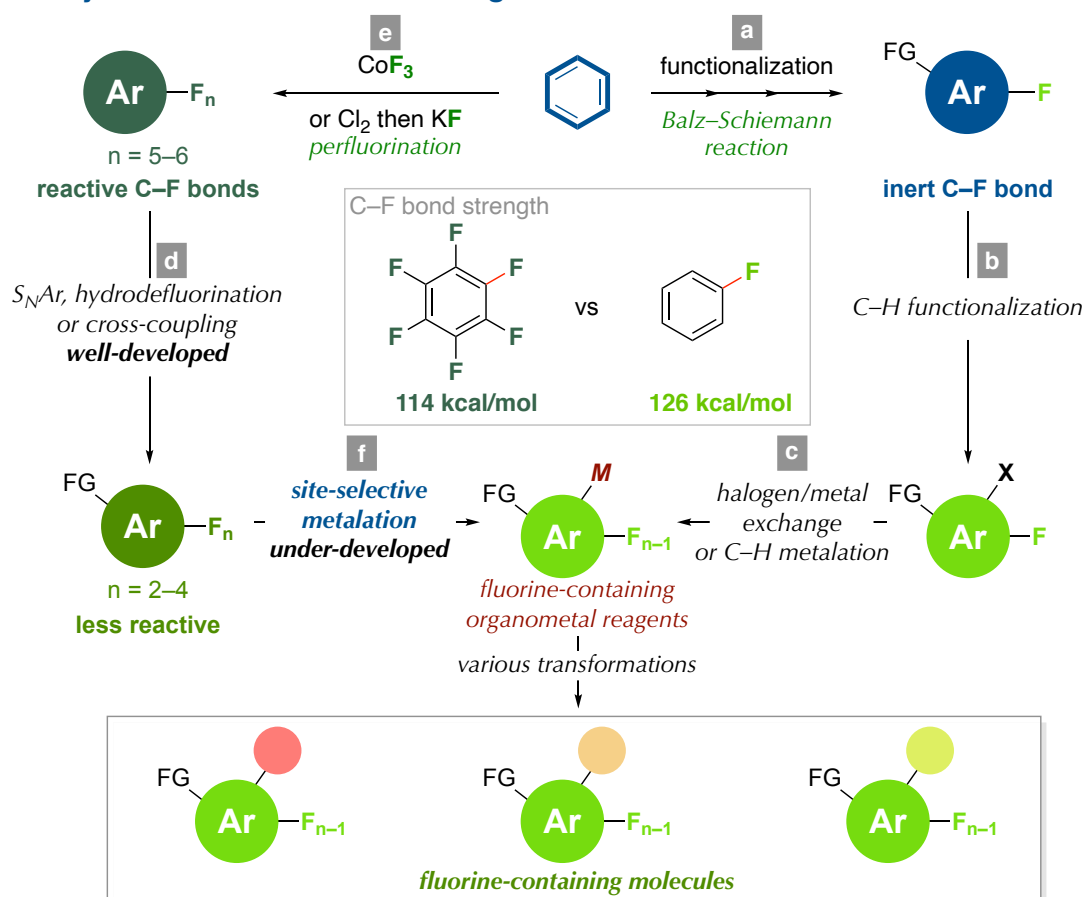 e
a
CoF3
functionalization
FG
Ar
Fn
Ar
F
or Cl2 then KF
Balz–Schiemann
perfluorination
reaction
n = 5–6
reactive C–F bonds
inert C–F bond
C–F bond strength
F
F
F
F
d
b
SNAr, hydrodefluorination
vs
C–H functionalization
or cross-coupling
F
F
well-developed
F
114 kcal/mol
126 kcal/mol
f
c
FG
site-selective
M
halogen/metal
X
metalation
FG
exchange
FG
Ar
Fn
under-developed
Ar
Fn–1
or C–H metalation
Ar
F
n = 2–4
fluorine-containing
less reactive
organometal reagents
various transformations
FG
FG
FG
Ar
Fn–1
Ar
Fn–1
Ar
Fn–1
fluorine-containing molecules